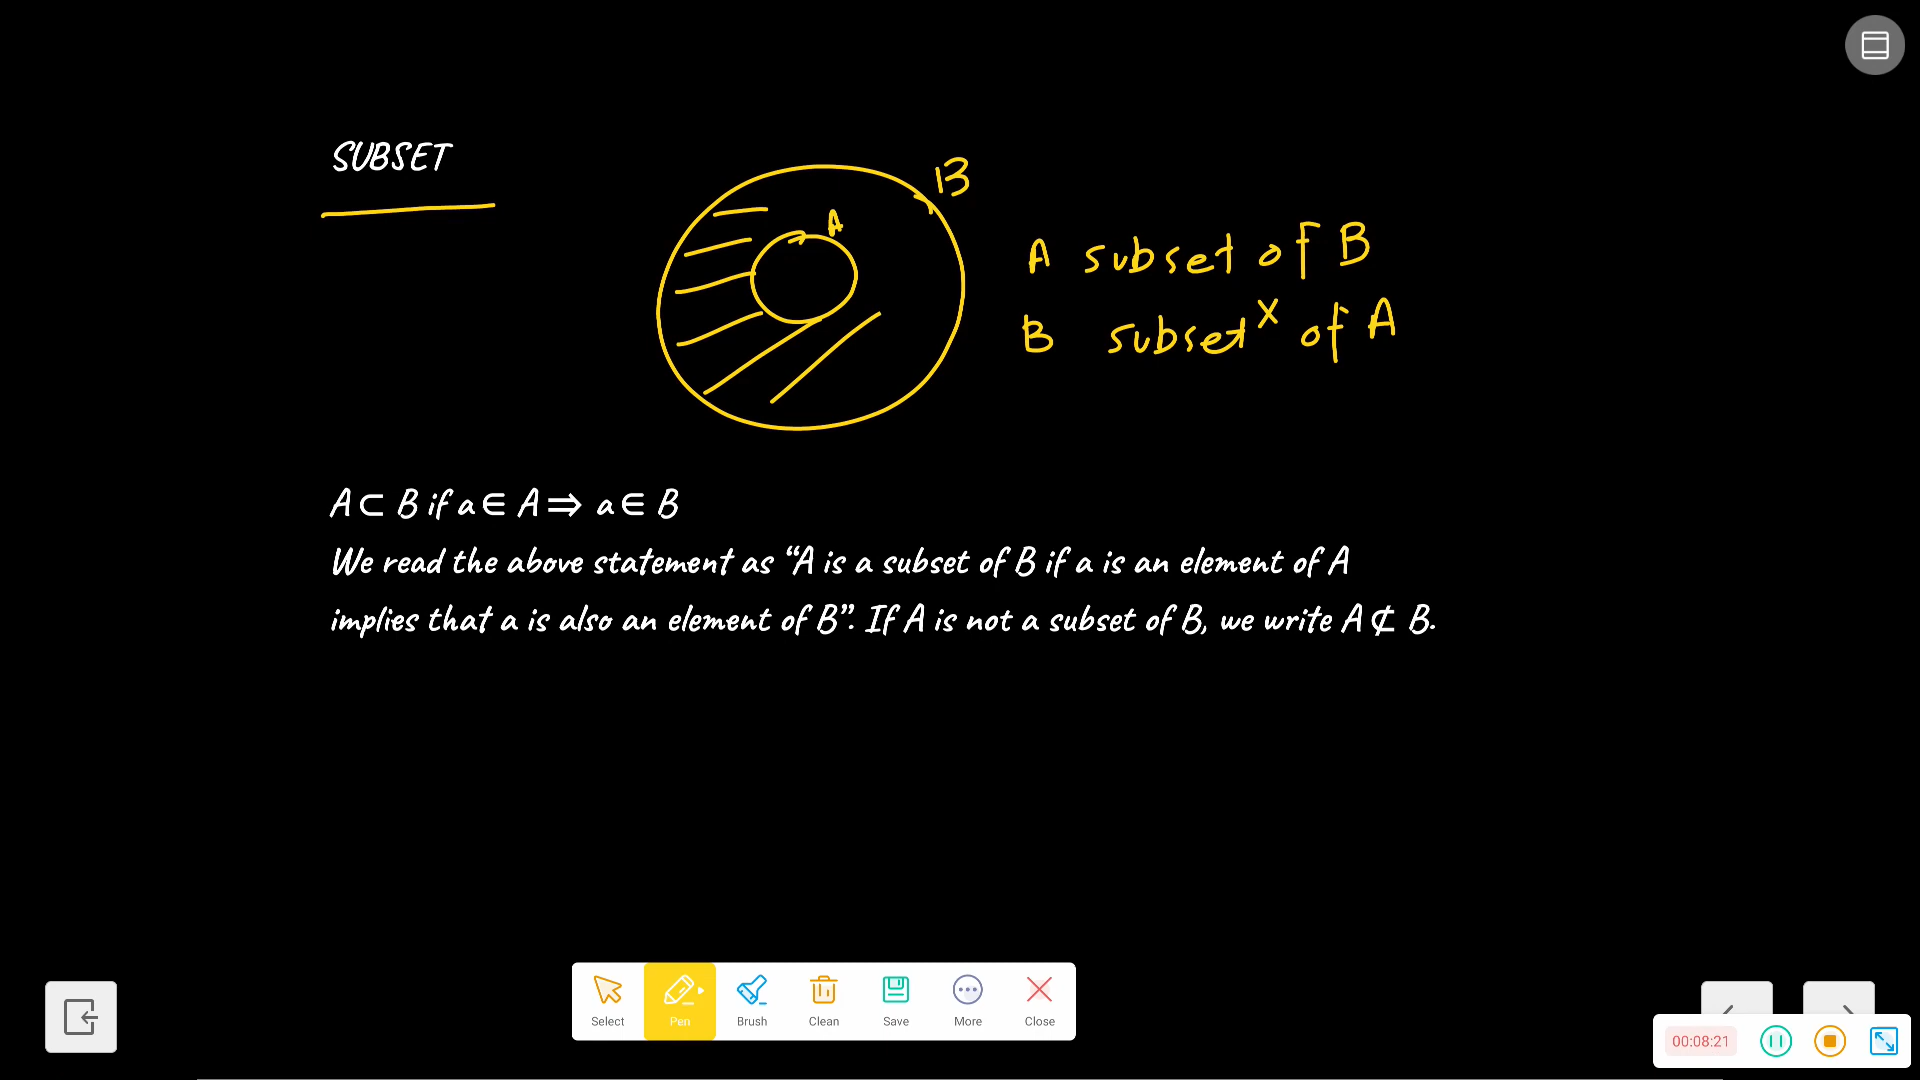 SUBSET
B
A
A subset of B
B subset x of A
A ⊂ B if a ∈ A ⇒ a ∈ B
We read the above statement as “A is a subset of B if a is an element of A
implies that a is also an element of B”. If A is not a subset of B, we write A ⊄ B.
Select Pen Brush Clean Save More Close
00:08:21